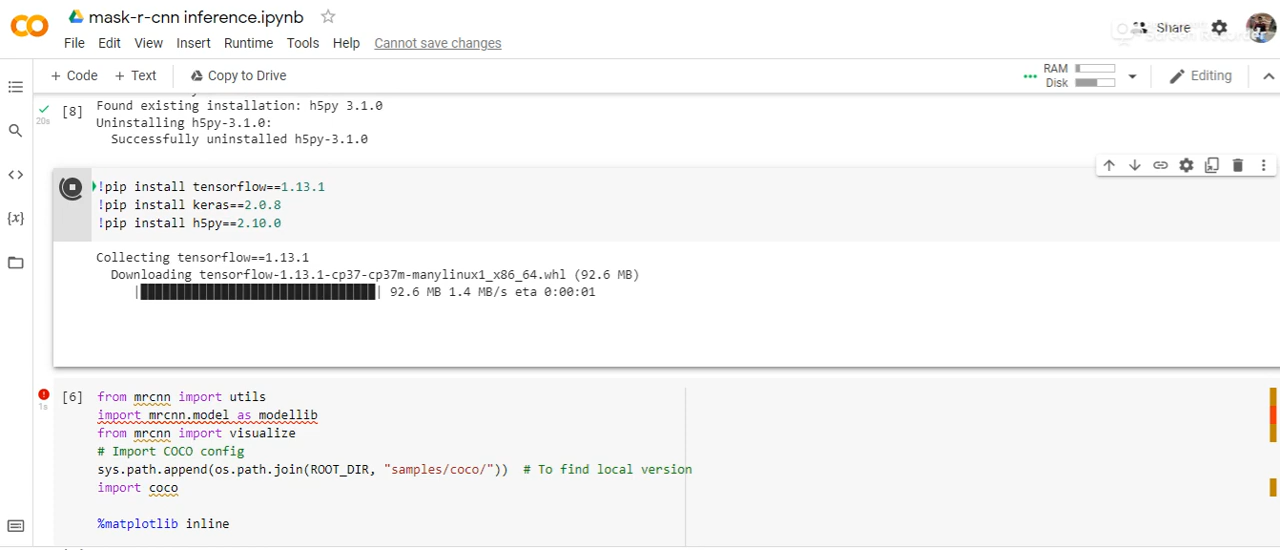 mask-r-cnn inference.ipynb
Share
File Edit View Insert Runtime Tools Help Cannot save changes
+ Code + Text Copy to Drive RAM Disk Editing
20s
[8] Found existing installation: h5py 3.1.0
Uninstalling h5py-3.1.0:
Successfully uninstalled h5py-3.1.0
!pip install tensorflow==1.13.1
!pip install keras==2.0.8
!pip install h5py==2.10.0
{x}
Collecting tensorflow==1.13.1
Downloading tensorflow-1.13.1-cp37-cp37m-manylinux1_x86_64.whl (92.6 MB)
|████████████████████████████████| 92.6 MB 1.4 MB/s eta 0:00:01
1s
[6] from mrcnn import utils
import mrcnn.model as modellib
from mrcnn import visualize
# Import COCO config
sys.path.append(os.path.join(ROOT_DIR, "samples/coco/")) # To find local version
import coco
%matplotlib inline